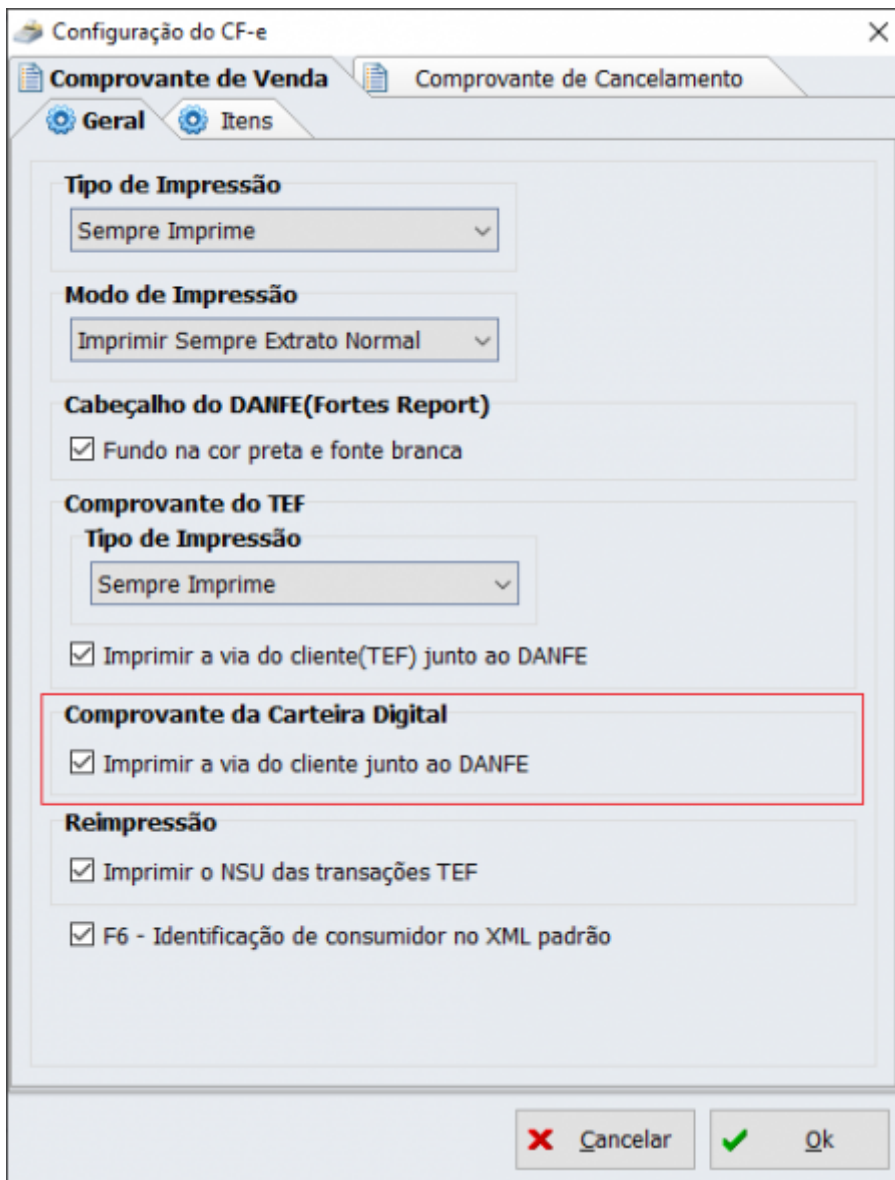 Configuração do CF-e
Comprovante de Venda Comprovante de Cancelamento
Geral Itens
Tipo de Impressão
Sempre Imprime
Modo de Impressão
Imprimir Sempre Extrato Normal
Cabeçalho do DANFE(Fortes Report)
Fundo na cor preta e fonte branca
Comprovante do TEF
Tipo de Impressão
Sempre Imprime
Imprimir a via do cliente(TEF) junto ao DANFE
Comprovante da Carteira Digital
Imprimir a via do cliente junto ao DANFE
Reimpressão
Imprimir o NSU das transações TEF
F6 - Identificação de consumidor no XML padrão
Cancelar Ok